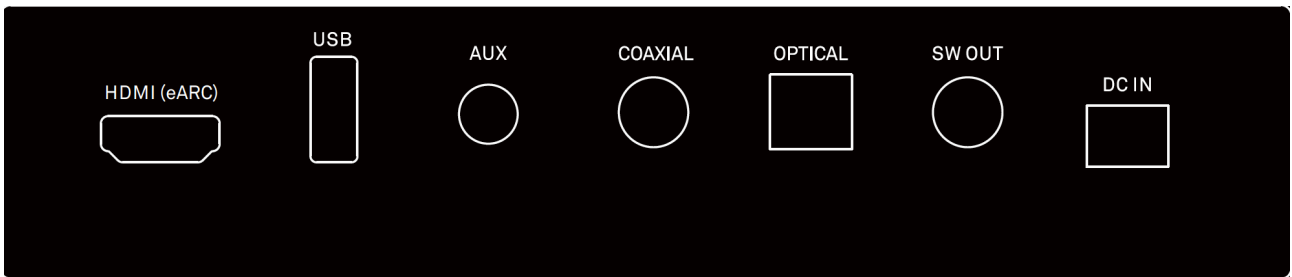 HDMI (eARC)
USB
AUX
COAXIAL
OPTICAL
SW OUT
DC IN